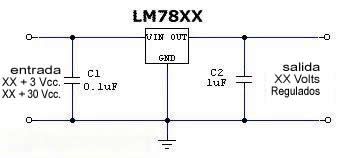 LM78XX
VIN OUT
GND
entrada
XX + 3 Vcc.
XX + 30 Vcc.
C1
0.1uF
C2
1uF
salida
XX Volts
Regulados